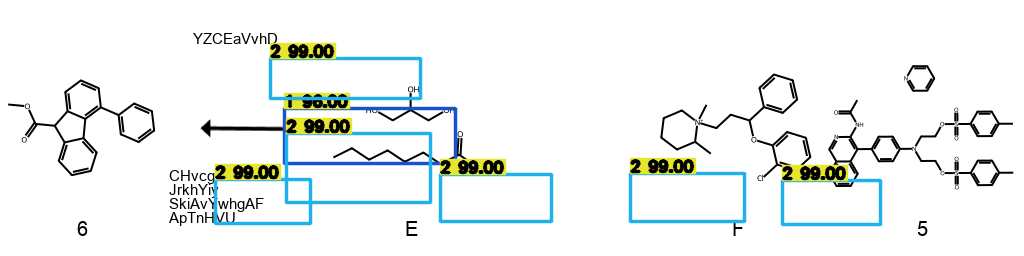 YZCEaVvhD
2 99.00
1 96.00
2 99.00
2 99.00
2 99.00
2 99.00
2 99.00
OH
HO
OH
O
O
O
N
O
Cl
O
NH
N
N
N
O
S
O
O
O
S
O
O
CHvcg
JrkhYiy
SkiAvYwhgAF
ApTnHVU
6
E
F
5